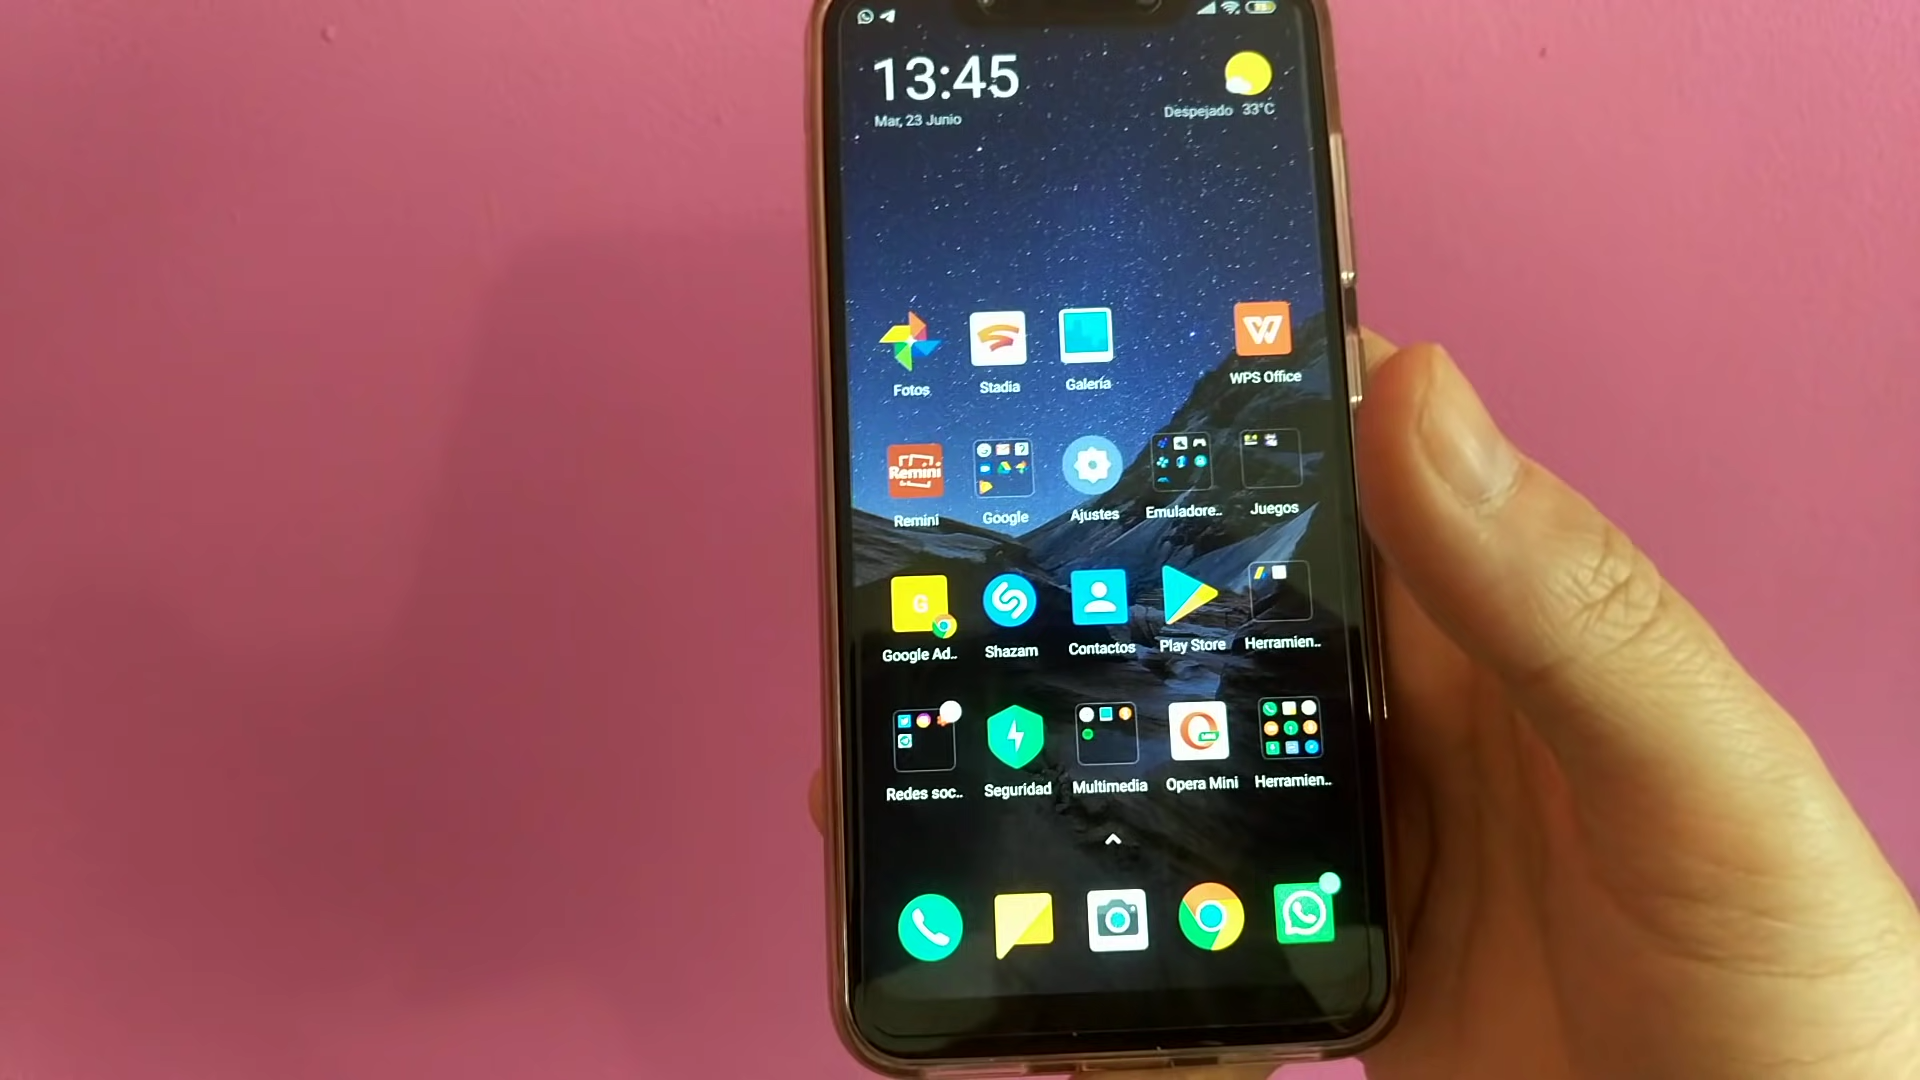 13:45
Mar, 23 Junio
Despejado 33°C
Fotos
Stadia
Galería
WPS Office
Remini
Remini
Google
Ajustes
Emuladore..
Juegos
G
Google Ad..
Shazam
Contactos
Play Store
Herramien..
Redes soc..
Seguridad
Multimedia
Opera Mini
Herramien..